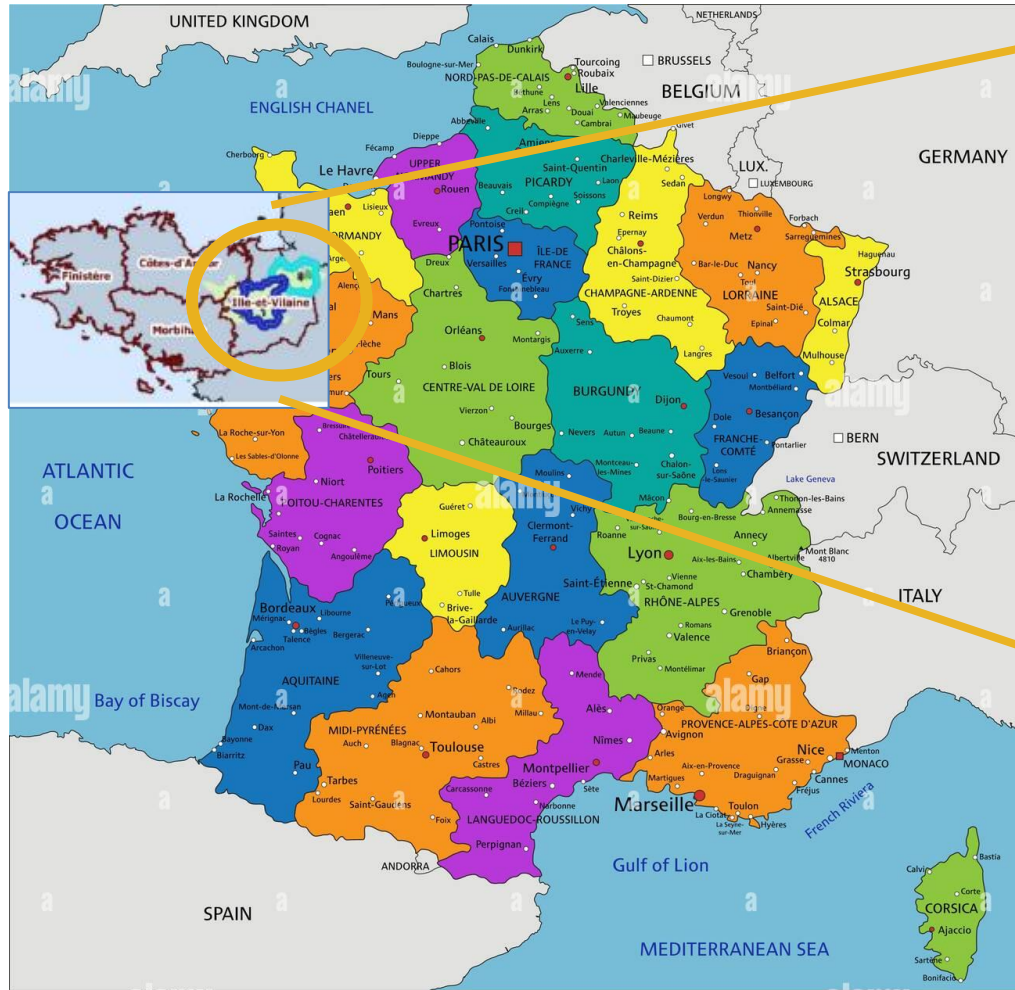 UNITED KINGDOM
NETHERLANDS
Calais
Dunkirk
Boulogne-sur-Mer
Tourcoing
Roubaix
BRUSSELS
NORD-PAS-DE-CALAIS
Lille
Béthune
Lens
Valenciennes
BELGIUM
alamy
alamy
alamy
a
ENGLISH CHANEL
Arras
Douai
Maubeuge
Cambrai
Abbeville
Givet
Dieppe
Fécamp
Cherbourg
Le Havre
UPPER
Saint-Quentin
Charleville-Mézières
GERMANY
LUX.
LUXEMBOURG
Rouen
Beauvais
PICARDY
Laon
Sedan
Longwy
Lisieux
Compiègne
Soissons
Creil
Reims
Verdun
Thionville
Forbach
Evreux
Pontoise
Epernay
Metz
Sarreguemines
PARIS
ÎLE-DE
FRANCE
Châlons-
en-Champagne
Haguenau
Dreux
Versailles
Évry
Bar-le-Duc
Nancy
Strasbourg
Finistère
Fontainebleau
Saint-Dizier
Toul
Ille-et-Vilaine
Chartres
CHAMPAGNE-ARDENNE
LORRAINE
ALSACE
Troyes
Saint-Dié
Mans
Sens
Chaumont
Epinal
Colmar
Orléans
Montargis
Auxerre
Langres
Mulhouse
Blois
Tours
CENTRE-VAL DE LOIRE
BURGUNDY
Vesoul
Belfort
Montbéliard
Vierzon
Dijon
Besançon
Bourges
Dole
La Roche-sur-Yon
Châtellerault
Châteauroux
Nevers
Autun
Beaune
FRANCHE-
COMTÉ
Pontarlier
BERN
Les Sables-d'Olonne
Poitiers
Moulins
Montceau-
les-Mines
Chalon-
sur-Saône
Lons
-le-Saunier
SWITZERLAND
ATLANTIC
OCEAN
Niort
Lake Geneva
La Rochelle
Mâcon
Thonon-les-Bains
Annemasse
Guéret
Vichy
Bourg-en-Bresse
Saintes
Cognac
Royan
Angoulême
Limoges
LIMOUSIN
Clermont-
Ferrand
Roanne
Annecy
Lyon
Aix-les-Bains
Albertville
Mont Blanc
4810
Vienne
Chambéry
Saint-Étienne
St-Chamond
ITALY
Tulle
Brive-
la-Gaillarde
AUVERGNE
RHÔNE-ALPES
Grenoble
Bordeaux
Libourne
Mérignac
Talence
Bègles
Bergerac
Aurillac
Le Puy-
en-Velay
Romans
Valence
Arcachon
Briançon
Villeneuve-
sur-Lot
Privas
Montélimar
AQUITAINE
Cahors
Mende
Gap
Bay of Biscay
Agen
Mont-de-Marsan
Millau
Alès
Orange
Digne
Dax
MIDI-PYRÉNÉES
Montauban
Albi
PROVENCE-ALPES-COTE D'AZUR
Avignon
Bayonne
Biarritz
Auch
Blagnac
Toulouse
Nîmes
Arles
Nice
Menton
MONACO
Pau
Castres
Montpellier
Aix-en-Provence
Grasse
Cannes
Tarbes
Carcassonne
Béziers
Sète
Martigues
Draguignan
Fréjus
Lourdes
Saint-Gaudens
Narbonne
Marseille
Toulon
La Ciotat
La Seyne-
sur-Mer
Hyères
French Riviera
Foix
LANGUEDOC-ROUSSILLON
Perpignan
ANDORRA
Gulf of Lion
Bastia
Calvi
Corte
CORSICA
SPAIN
Ajaccio
MEDITERRANEAN SEA
Sartène
Bonifacio